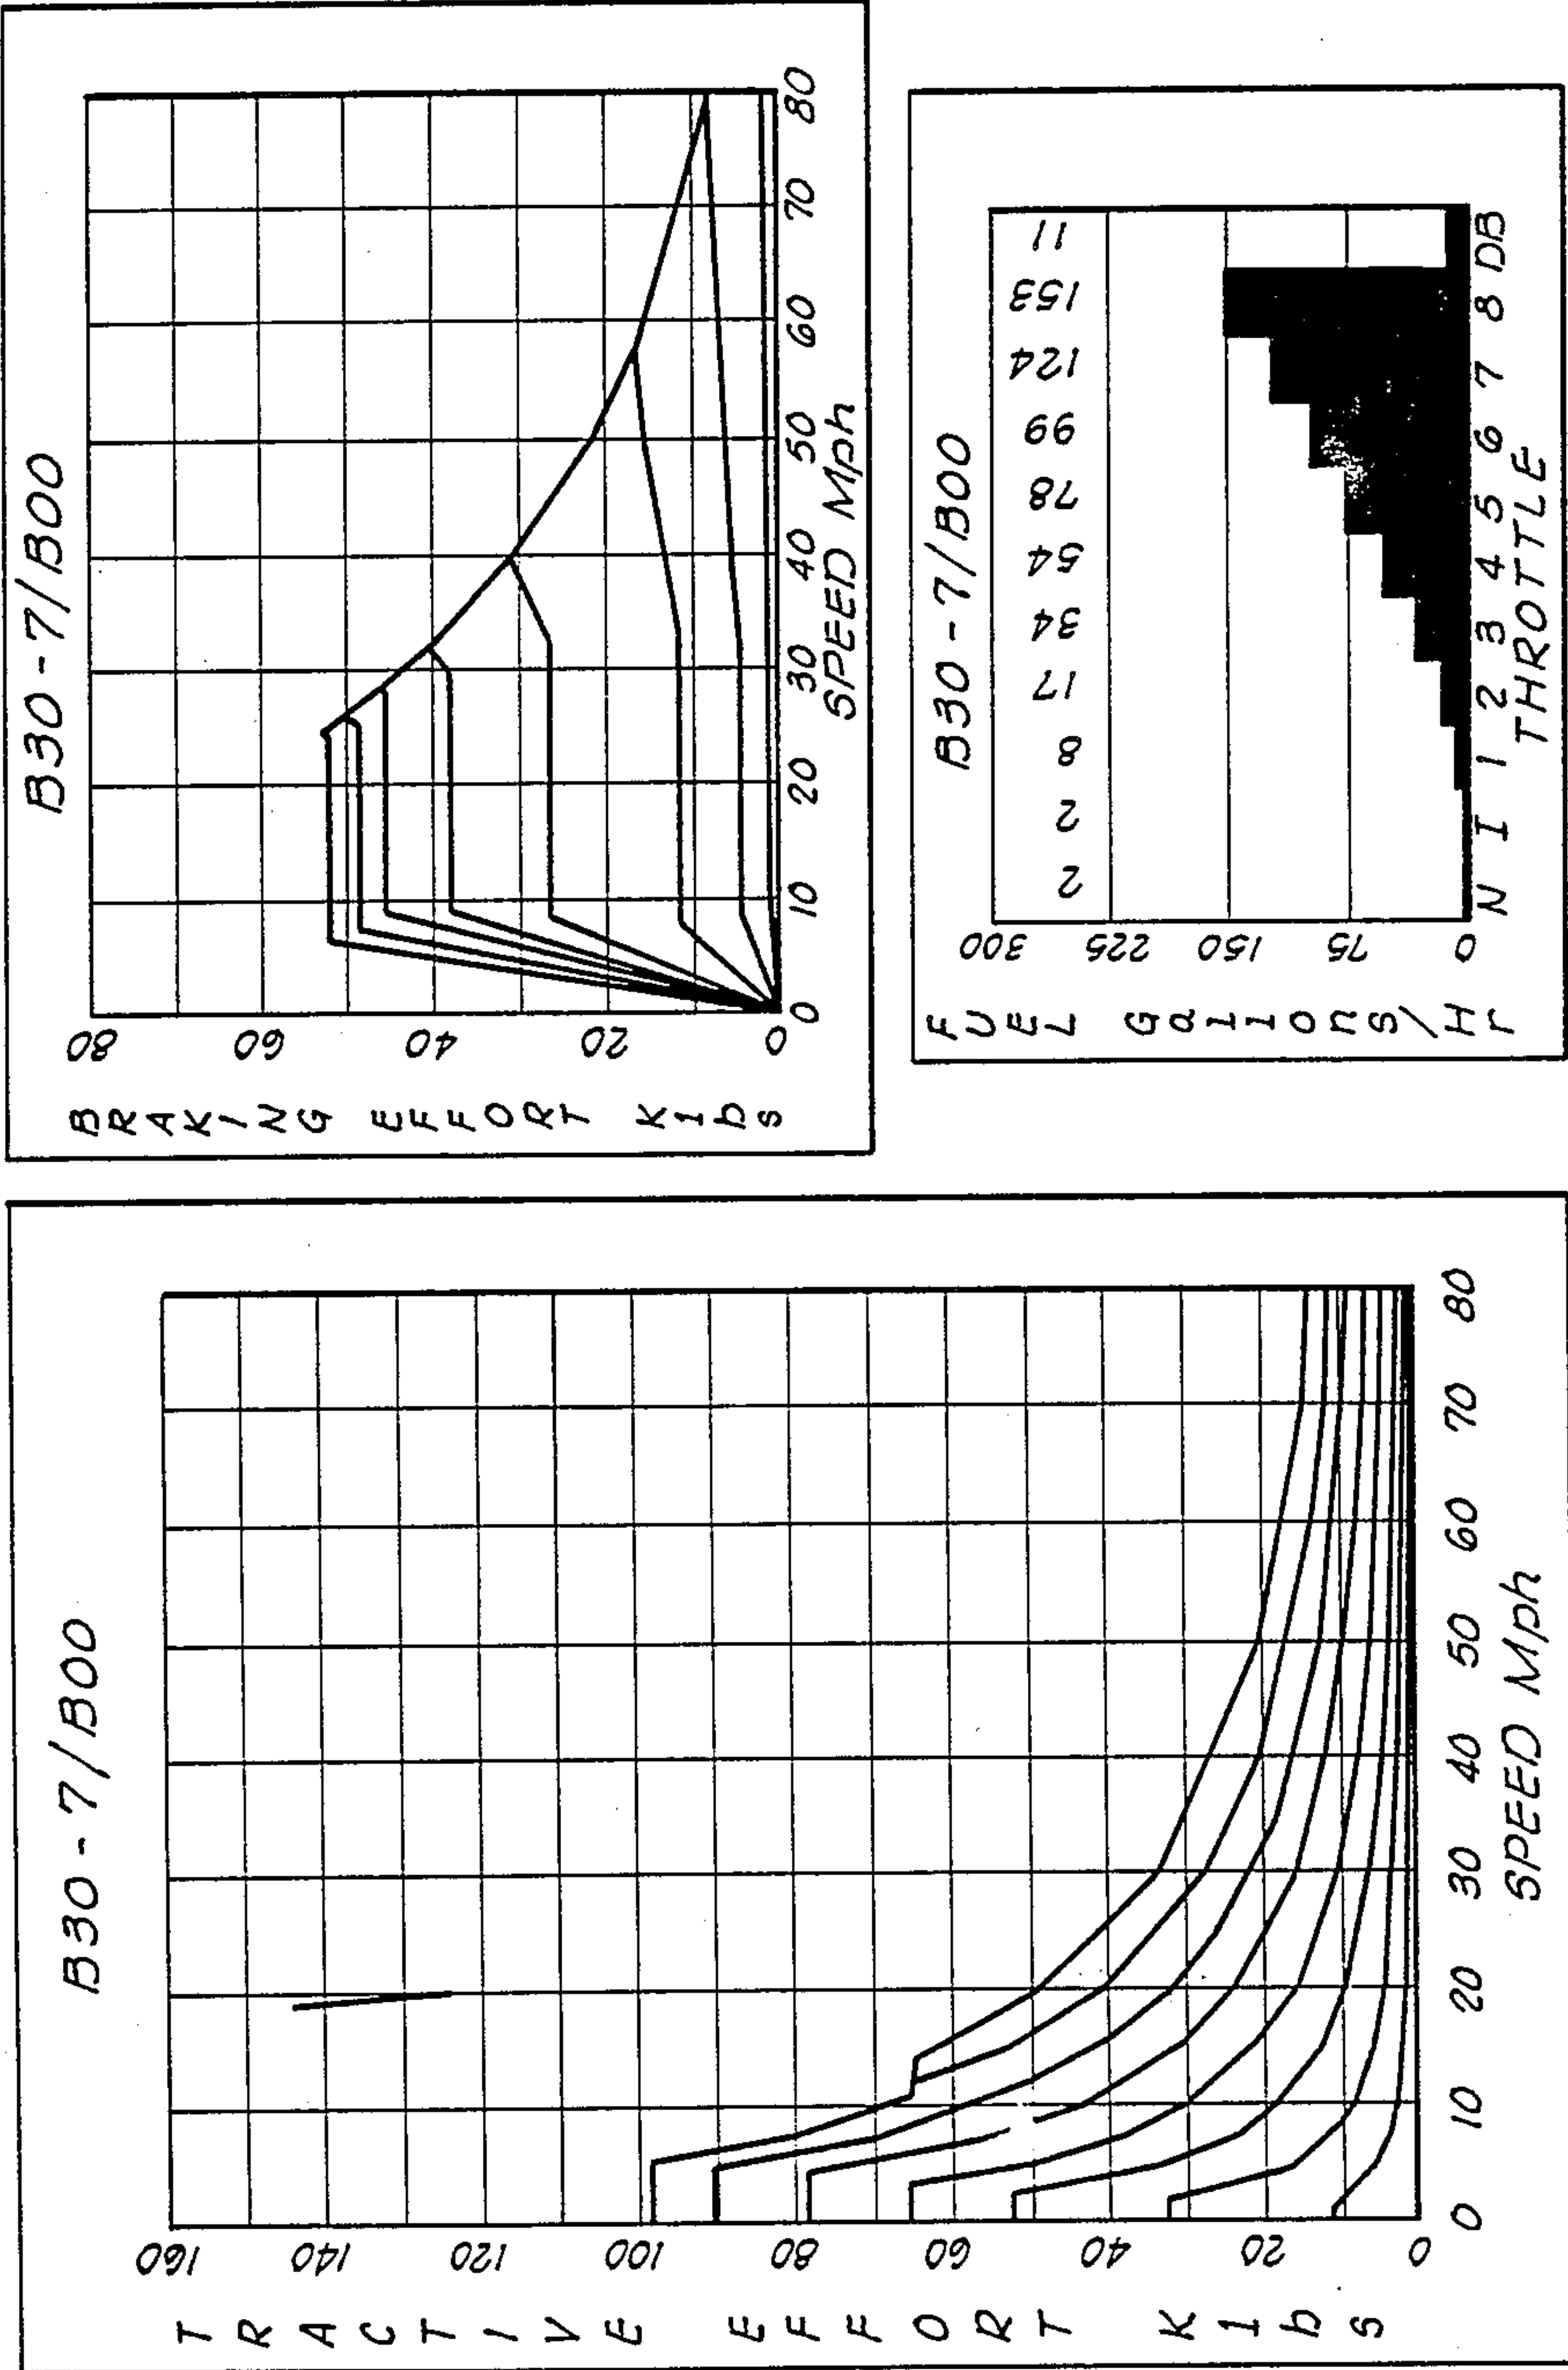 B30-7/B00
TRACTIVE EFFORT Klbs
160
140
120
100
80
60
40
20
0
0 10 20 30 40 50 60 70 80
SPEED Mph
B30-7/B00
BRAKING EFFORT Klbs
80
60
40
20
0
0 10 20 30 40 50 60 70 80
SPEED Mph
B30-7/B00
FUEL Gallons/Hr
300
225
150
75
0
2 2 8 17 34 54 78 99 124 153 11
N I 1 2 3 4 5 6 7 8 DB
THROTTLE